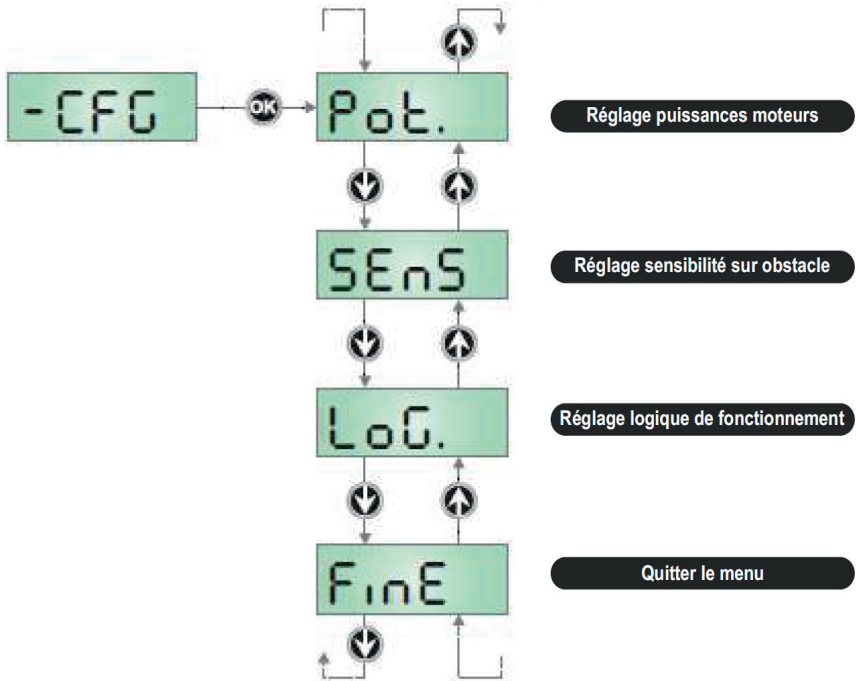 -CFG
OK
Pot.
Réglage puissances moteurs
SEnS
Réglage sensibilité sur obstacle
LoG.
Réglage logique de fonctionnement
FinE
Quitter le menu